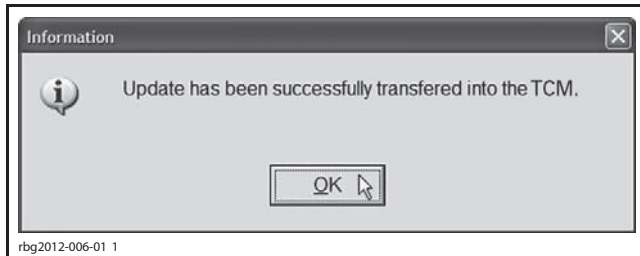 Information
Update has been successfully transfered into the TCM.
OK
rbg2012-006-01 1